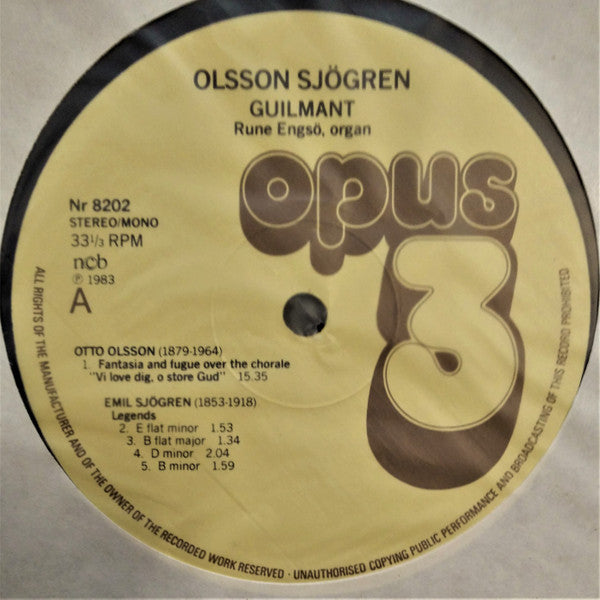 OLSSON SJÖGREN
GUILMANT
Rune Engsö, organ
opus
3
Nr 8202
STEREO/MONO
33 1/3 RPM
ncb
℗ 1983
A
OTTO OLSSON (1879-1964)
1. Fantasia and fugue over the chorale
"Vi love dig, o store Gud" 15.35
EMIL SJÖGREN (1853-1918)
Legends
2. E flat minor 1.53
3. B flat major 1.34
4. D minor 2.04
5. B minor 1.59
ALL RIGHTS OF THE MANUFACTURER AND OF THE OWNER OF THE RECORDED WORK RESERVED · UNAUTHORISED COPYING PUBLIC PERFORMANCE AND BROADCASTING OF THIS RECORD PROHIBITED